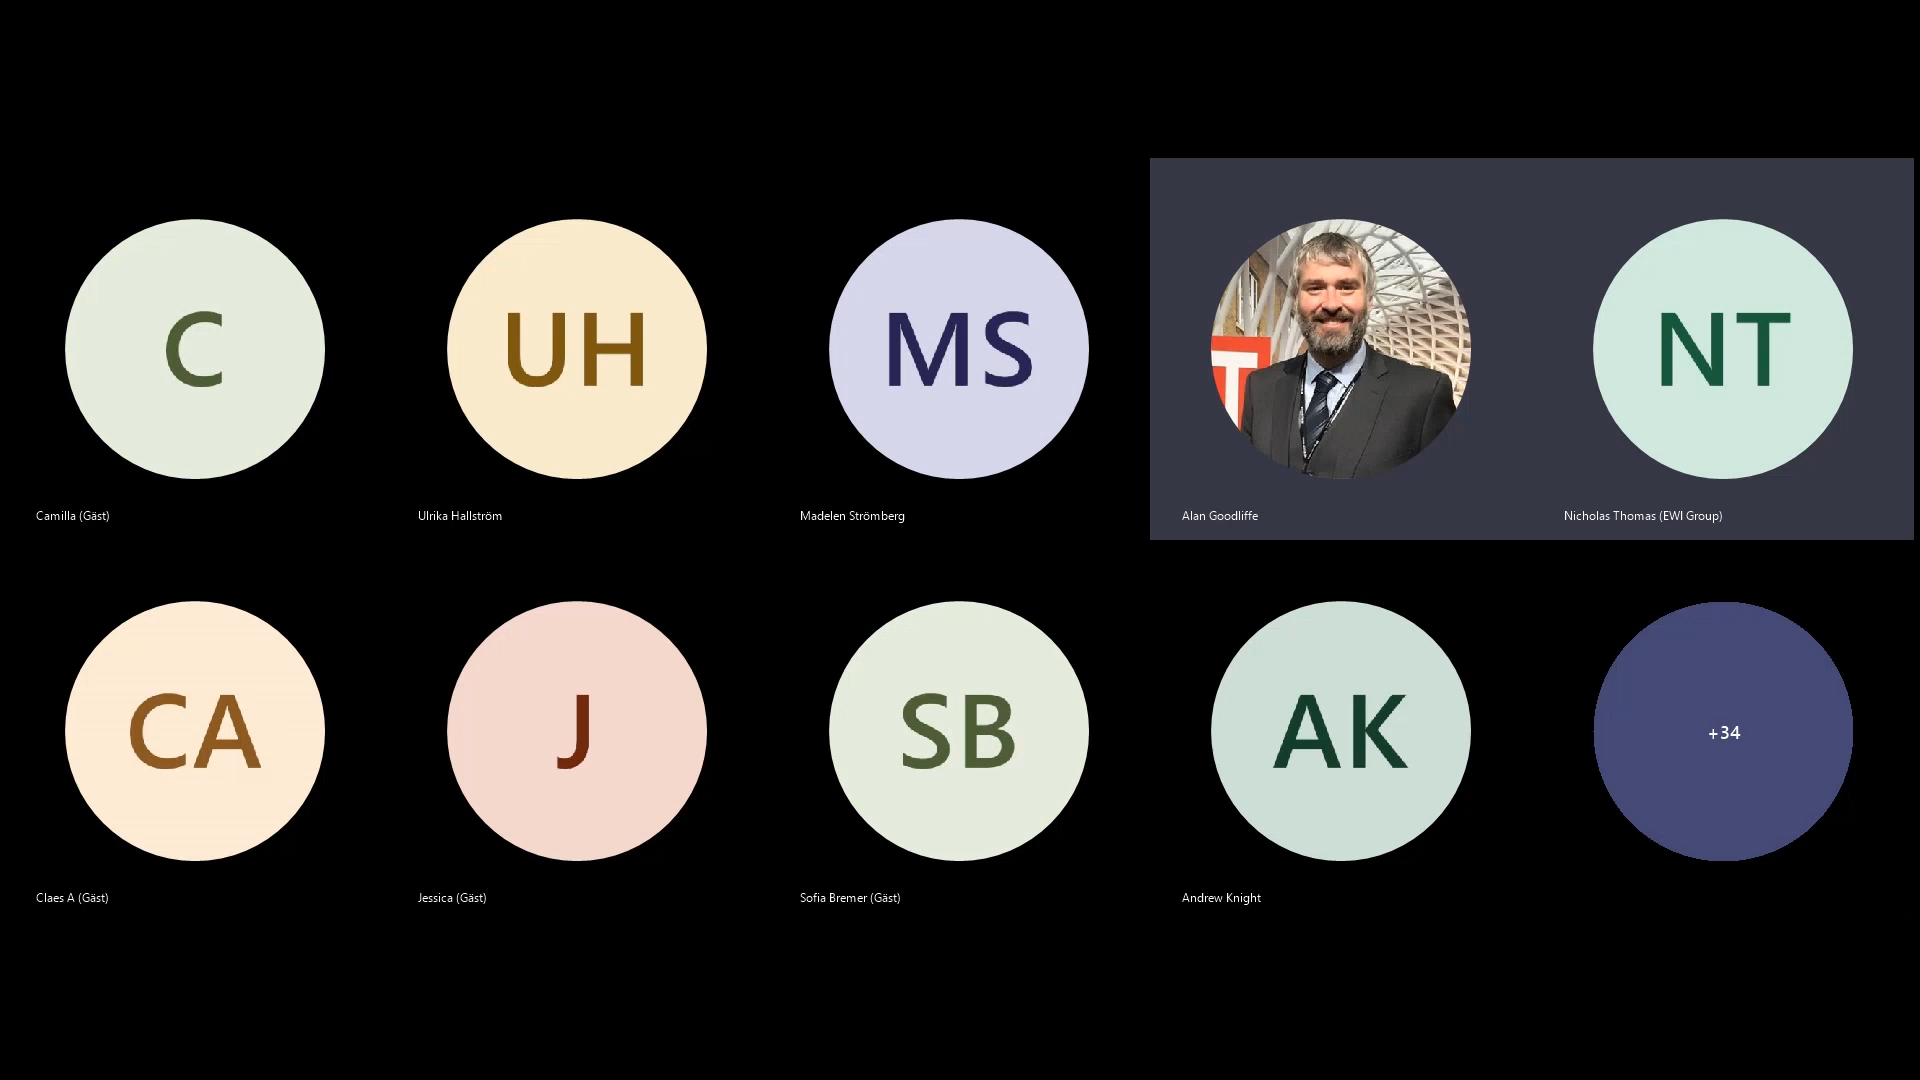 C
UH
MS
T
NT
Camilla (Gäst)
Ulrika Hallström
Madelen Strömberg
Alan Goodliffe
Nicholas Thomas (EWI Group)
CA
J
SB
AK
+34
Claes A (Gäst)
Jessica (Gäst)
Sofia Bremer (Gäst)
Andrew Knight